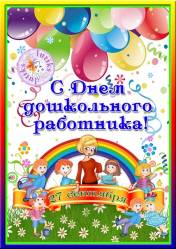 С Днем
дошкольного
работника!
27 сентября